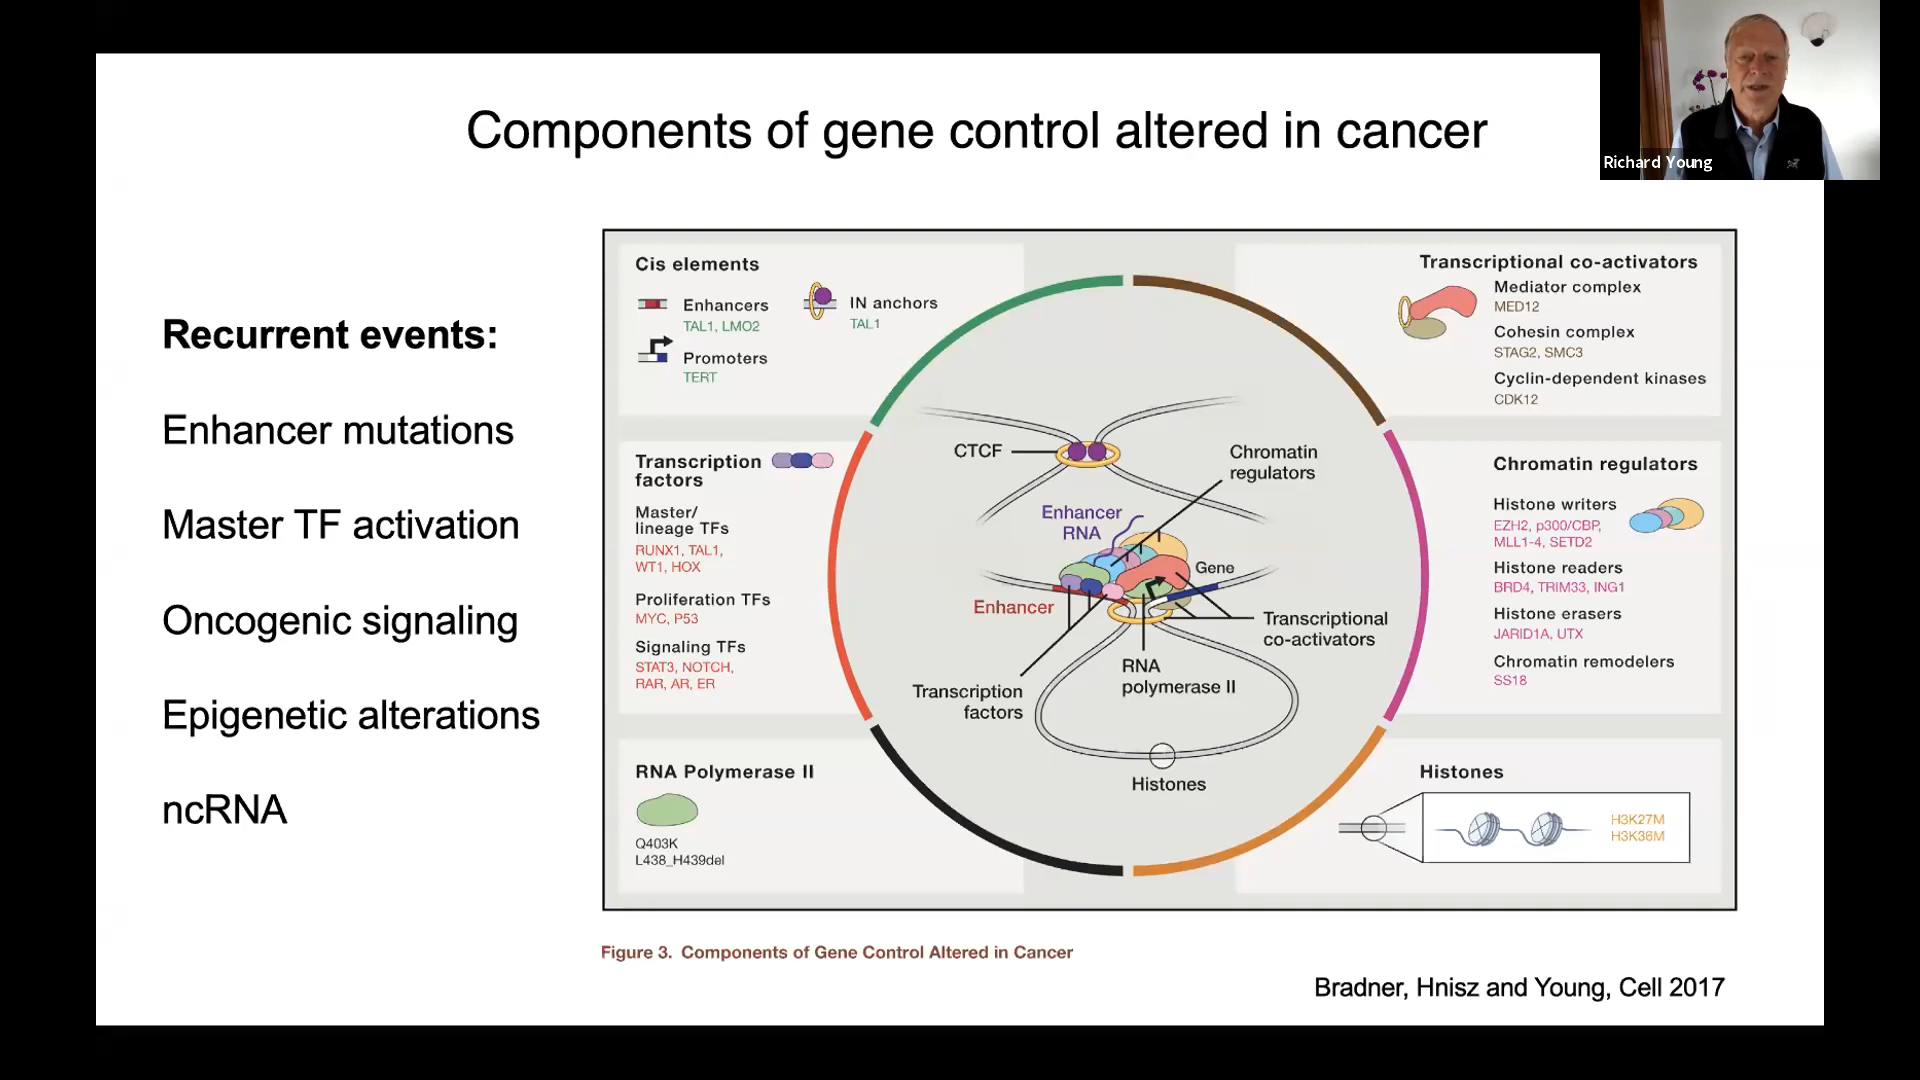 Components of gene control altered in cancer
Richard Young
Recurrent events:
Enhancer mutations
Master TF activation
Oncogenic signaling
Epigenetic alterations
ncRNA
Cis elements
Enhancers
TAL1, LMO2
Promoters
TERT
IN anchors
TAL1
Transcriptional co-activators
Mediator complex
MED12
Cohesin complex
STAG2, SMC3
Cyclin-dependent kinases
CDK12
Transcription
factors
Master/
lineage TFs
RUNX1, TAL1,
WT1, HOX
Proliferation TFs
MYC, P53
Signaling TFs
STAT3, NOTCH,
RAR, AR, ER
CTCF
Chromatin
regulators
Enhancer
RNA
Gene
Enhancer
Transcriptional
co-activators
RNA
polymerase II
Transcription
factors
Histones
Chromatin regulators
Histone writers
EZH2, p300/CBP,
MLL1-4, SETD2
Histone readers
BRD4, TRIM33, ING1
Histone erasers
JARID1A, UTX
Chromatin remodelers
SS18
RNA Polymerase II
Q403K
L438_H439del
Histones
H3K27M
H3K36M
Figure 3. Components of Gene Control Altered in Cancer
Bradner, Hnisz and Young, Cell 2017